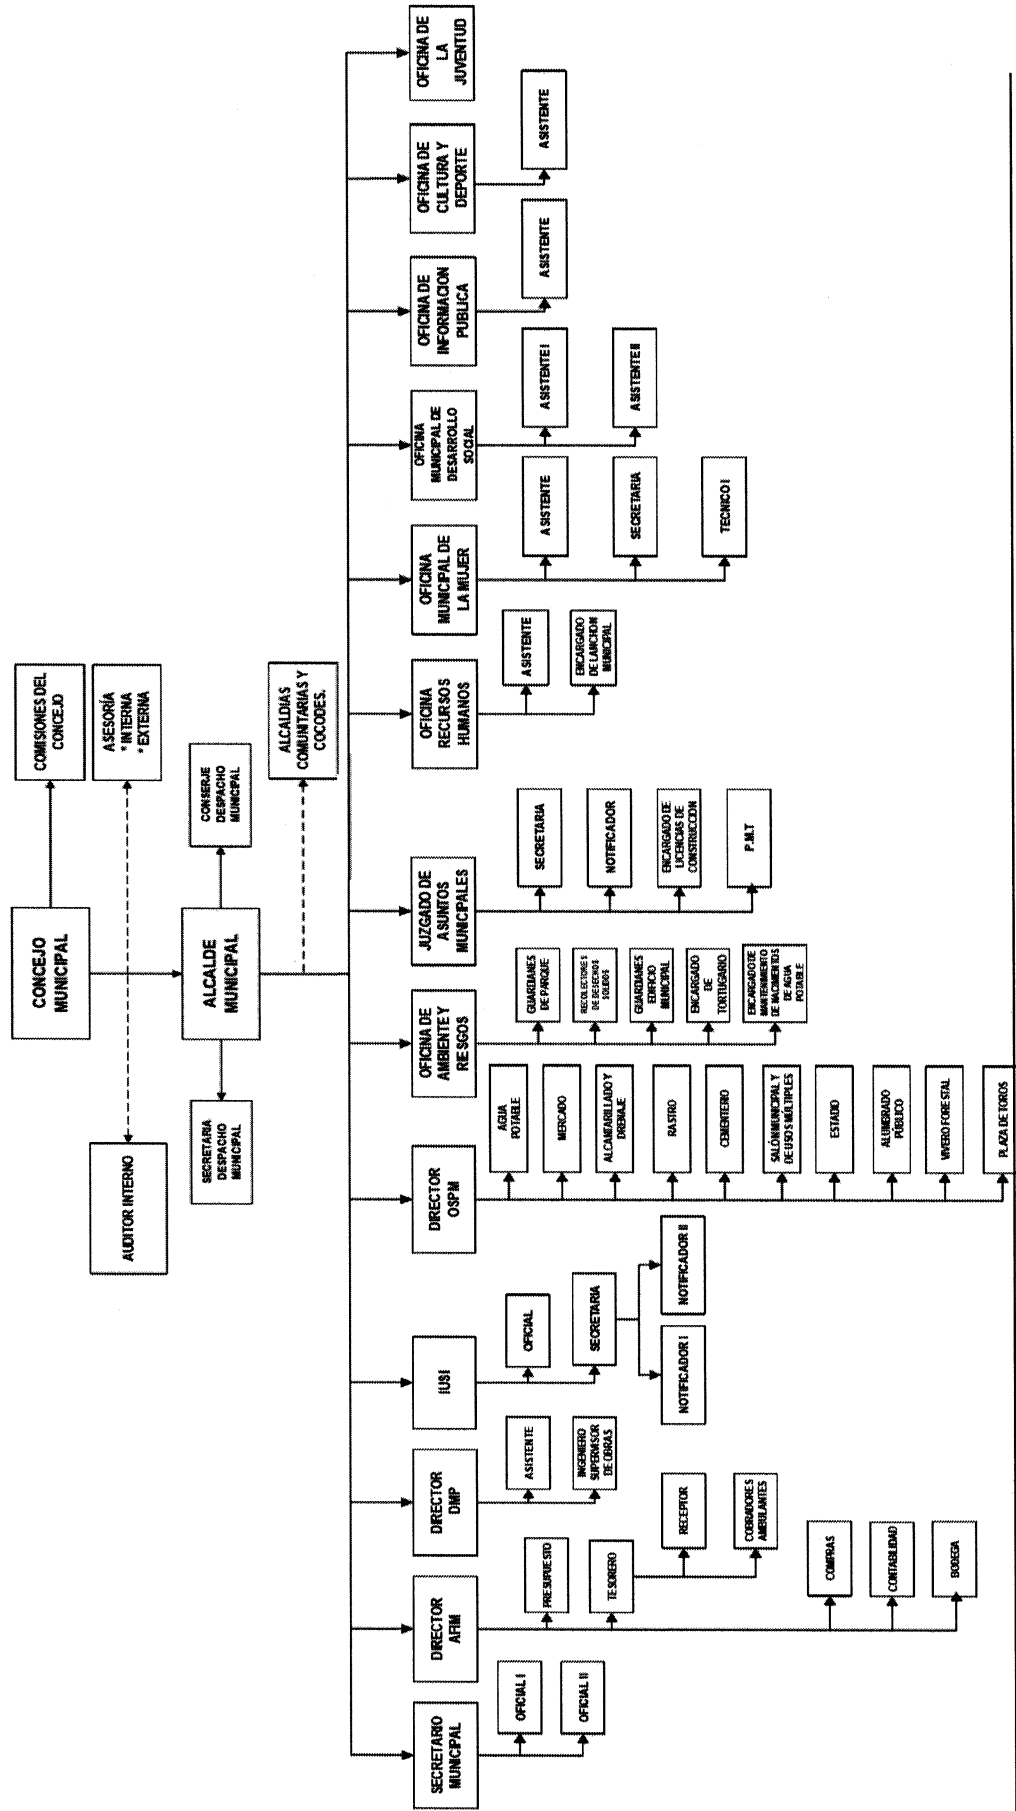 CONCEJO
MUNICIPAL
COMISIONES DEL
CONCEJO
AUDITOR INTERNO
ASESORÍA
* INTERNA
* EXTERNA
SECRETARIA
DESPACHO
MUNICIPAL
ALCALDE
MUNICIPAL
CONSERJE
DESPACHO
MUNICIPAL
ALCALDIAS
COMUNITARIAS Y
COCODES.
SECRETARIO
MUNICIPAL
OFICIAL I
OFICIAL II
DIRECTOR
AFIM
PRESUPUESTO
TESORERO
RECEPTOR
COBRADORES
AMBULANTES
COMPRAS
CONTABILIDAD
BODEGA
DIRECTOR
DMP
ASISTENTE
INGENIERO
SUPERVISOR
DE OBRAS
IUSI
OFICIAL
SECRETARIA
NOTIFICADOR I
NOTIFICADOR II
DIRECTOR
OSPM
AGUA
POTABLE
MERCADO
ALCANTARILLADO Y
DRENAJE
RASTRO
CEMENTERIO
SALÓN MUNICIPAL Y
DE USOS MÚLTIPLES
ESTADIO
ALUMBRADO
PÚBLICO
VIVERO FORESTAL
PLAZA DE TOROS
OFICINA DE
AMBIENTE Y
RIESGOS
GUARDIANES
DE PARQUE
RECOLECTORES
DE DESECHOS
SOLIDOS
GUARDIANES
EDIFICIO
MUNICIPAL
ENCARGADO
DE
TORTUGARIO
ENCARGADO DE
MANTENIMIENTO
DE NACIMIENTOS
DE AGUA
POTABLE
JUZGADO DE
ASUNTOS
MUNICIPALES
SECRETARIA
NOTIFICADOR
ENCARGADO DE
LICENCIAS DE
CONSTRUCCION
P.M.T
OFICINA
RECURSOS
HUMANOS
ASISTENTE
ENCARGADO
DE LANCHON
MUNICIPAL
OFICINA
MUNICIPAL DE
LA MUJER
ASISTENTE
SECRETARIA
TECNICO I
OFICINA
MUNICIPAL DE
DESARROLLO
SOCIAL
ASISTENTE I
ASISTENTE II
OFICINA DE
INFORMACION
PUBLICA
ASISTENTE
OFICINA DE
CULTURA Y
DEPORTE
ASISTENTE
OFICINA DE
LA
JUVENTUD